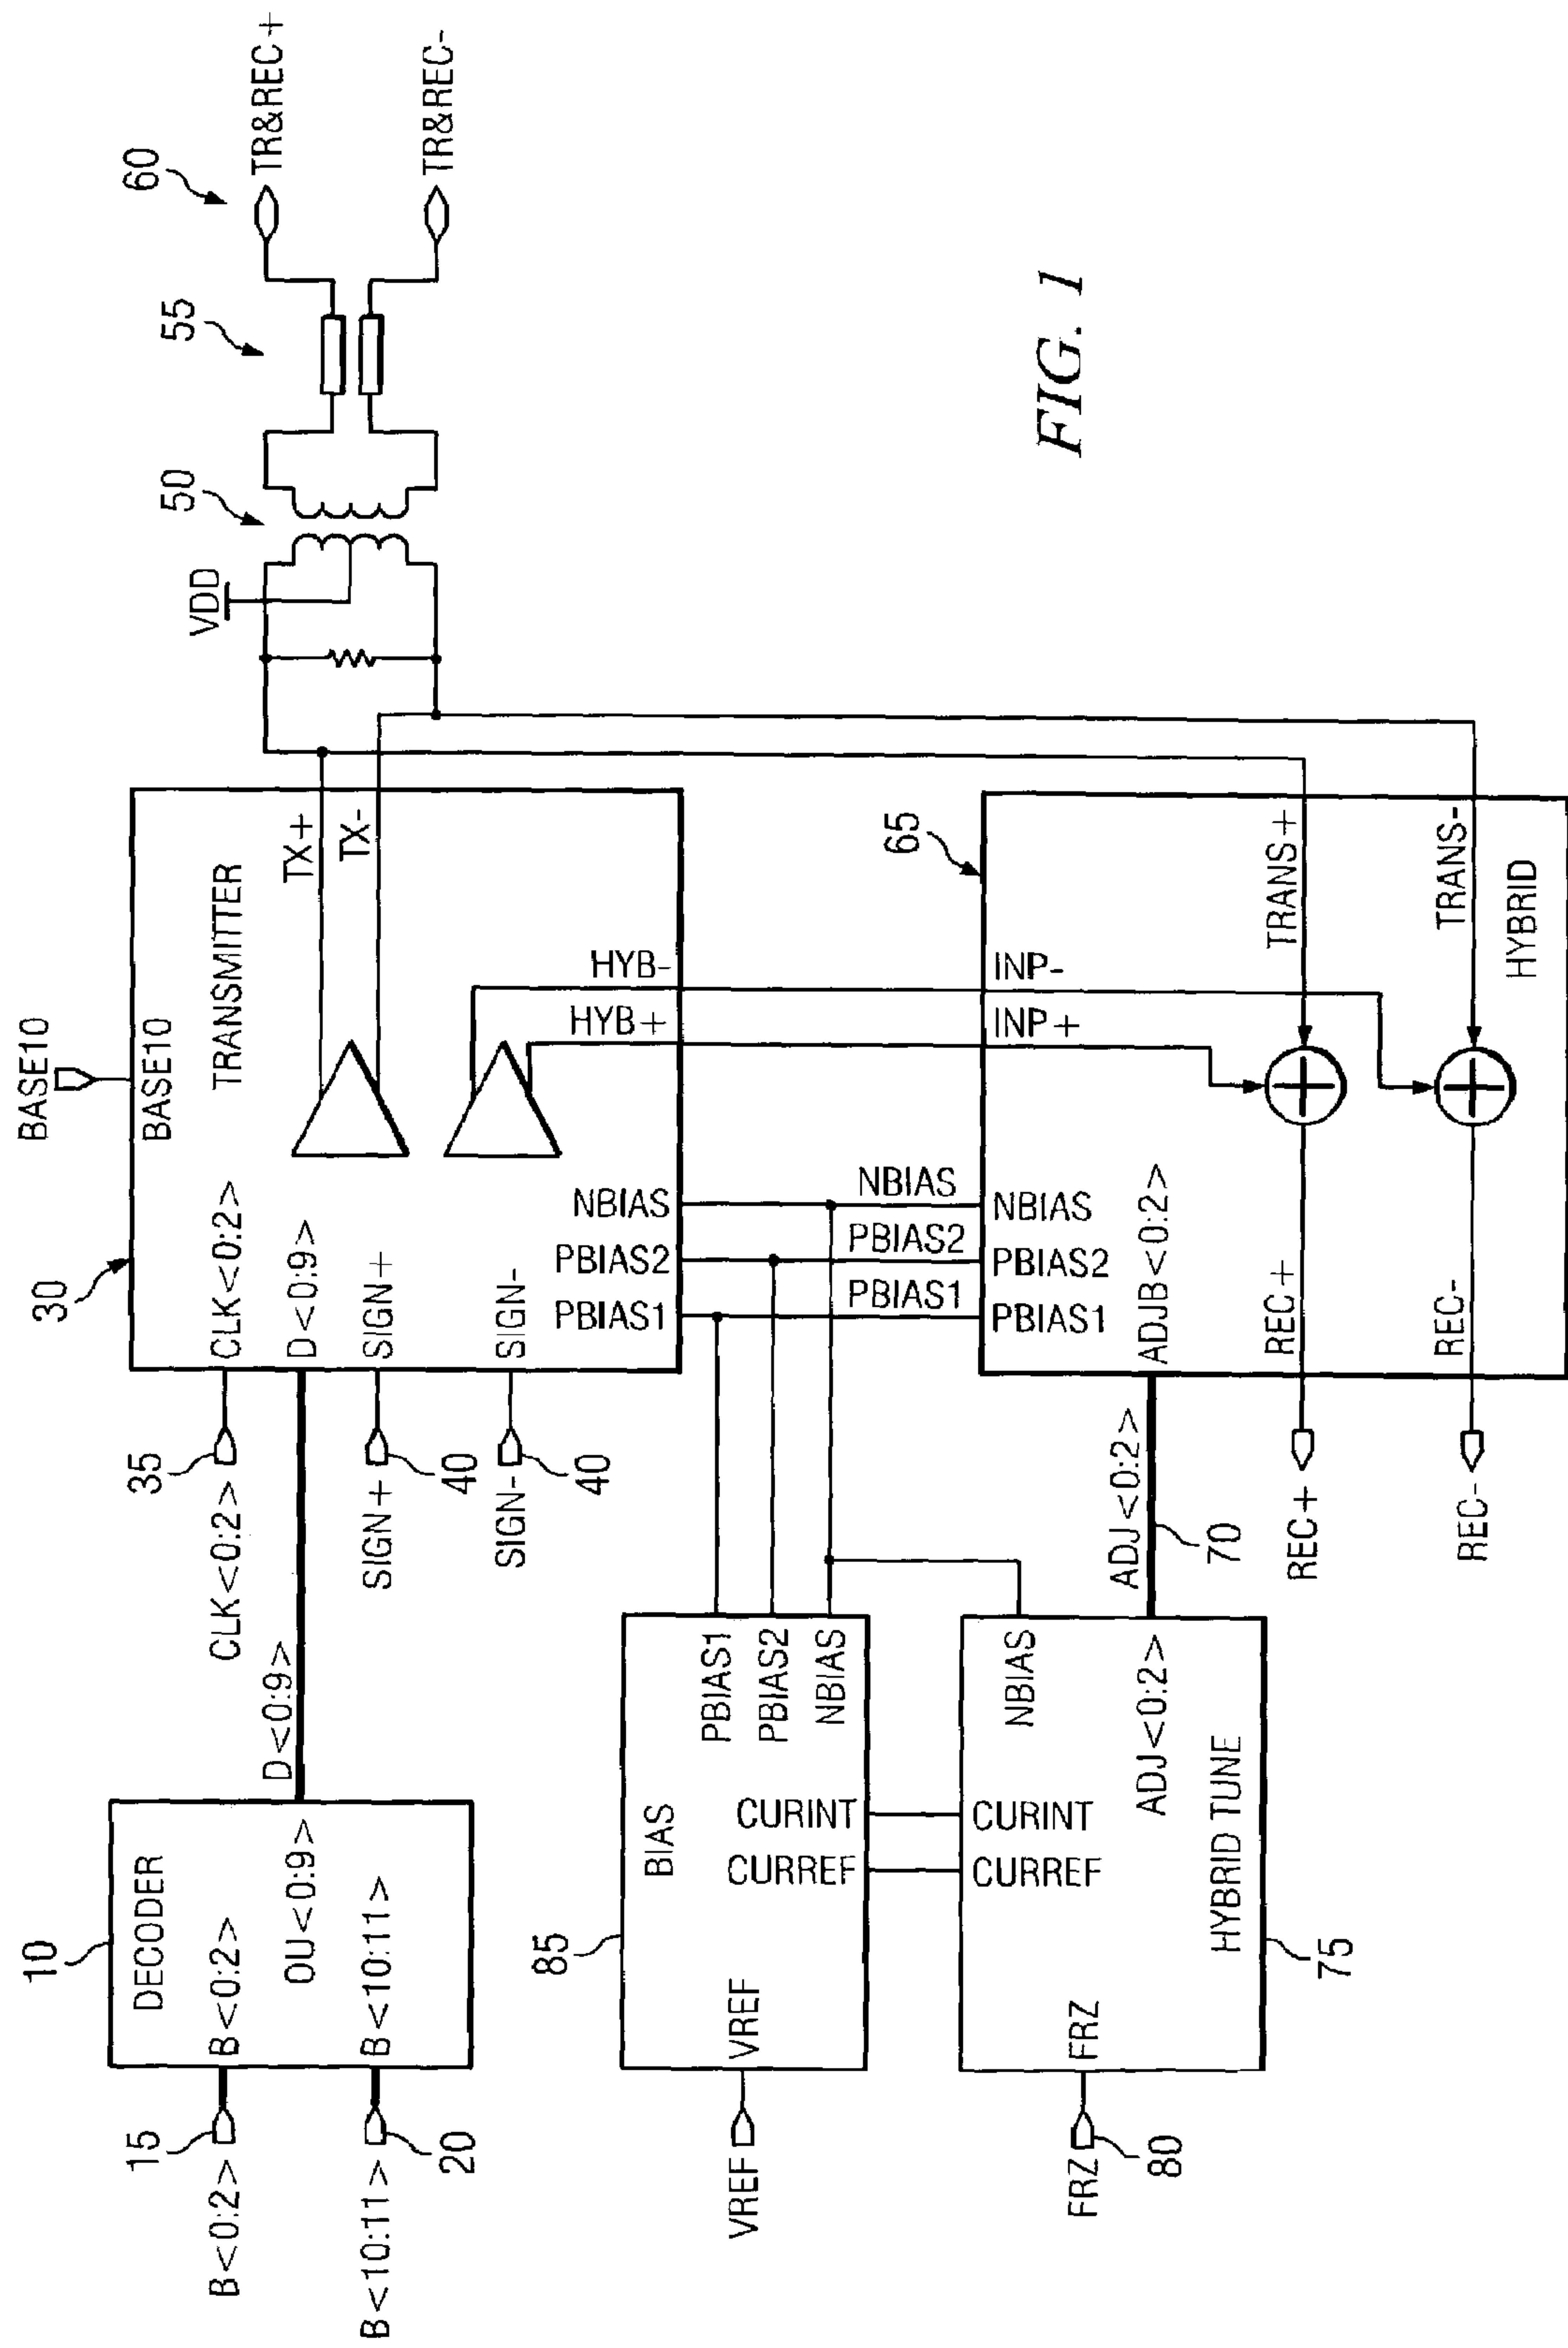 BASE10
30
BASE10
TRANSMITTER
35
CLK<0:2>
CLK<0:2>
D<0:9>
D<0:9>
SIGN+
40
SIGN+
SIGN-
40
SIGN-
TX+
TX-
HYB-
HYB+
NBIAS
PBIAS2
PBIAS1
VDD
50
55
60
TR&REC+
TR&REC-
10
DECODER
15
B<0:2>
B<0:2>
OU<0:9>
20
B<10:11>
B<10:11>
NBIAS
PBIAS2
PBIAS1
65
INP-
INP+
NBIAS
PBIAS2
PBIAS1
ADJB<0:2>
TRANS+
TRANS-
HYBRID
REC+
REC-
REC+
REC-
ADJ<0:2>
70
85
BIAS
VREF
VREF
PBIAS1
PBIAS2
NBIAS
CURINT
CURREF
CURINT
CURREF
NBIAS
ADJ<0:2>
HYBRID TUNE
75
FRZ
FRZ
80
FIG. 1